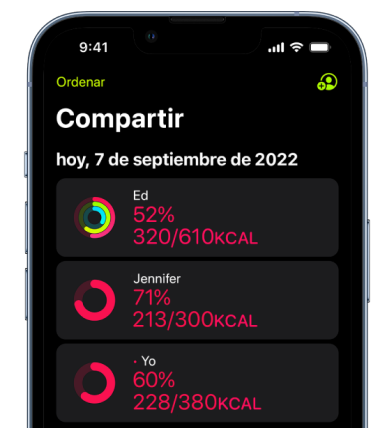 9:41
Ordenar
Compartir
hoy, 7 de septiembre de 2022
Ed
52%
320/610KCAL
Jennifer
71%
213/300KCAL
• Yo
60%
228/380KCAL